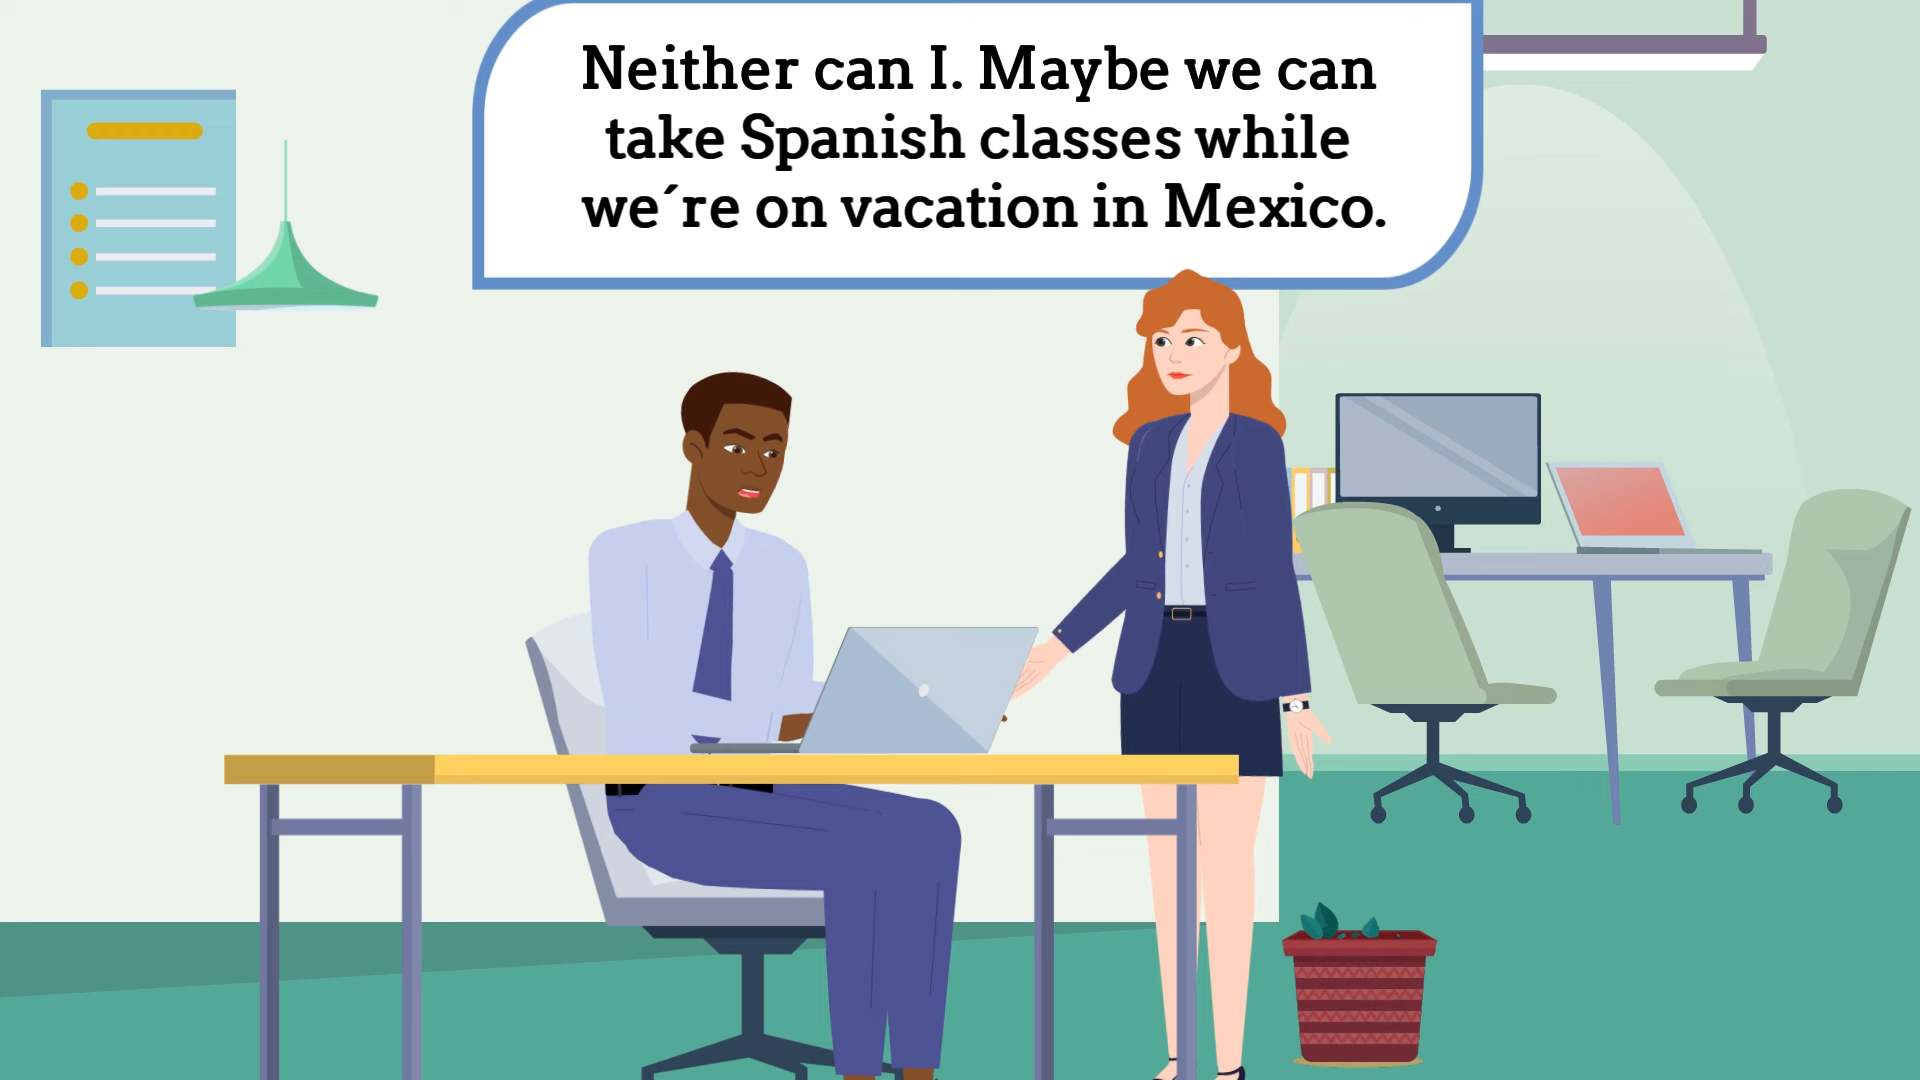 Neither can I. Maybe we can
take Spanish classes while
we´re on vacation in Mexico.